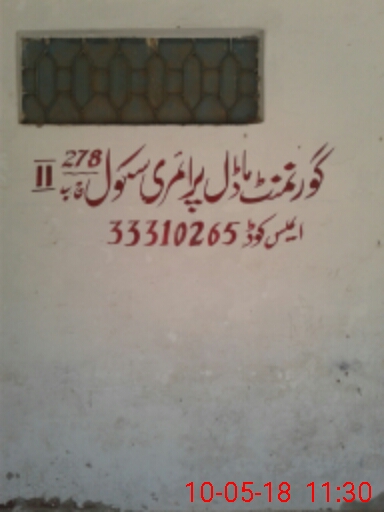 گورنمنٹ ماڈل پرائمری سکول 278 گ ب II
ایمس کوڈ 33310265
10-05-18 11:30